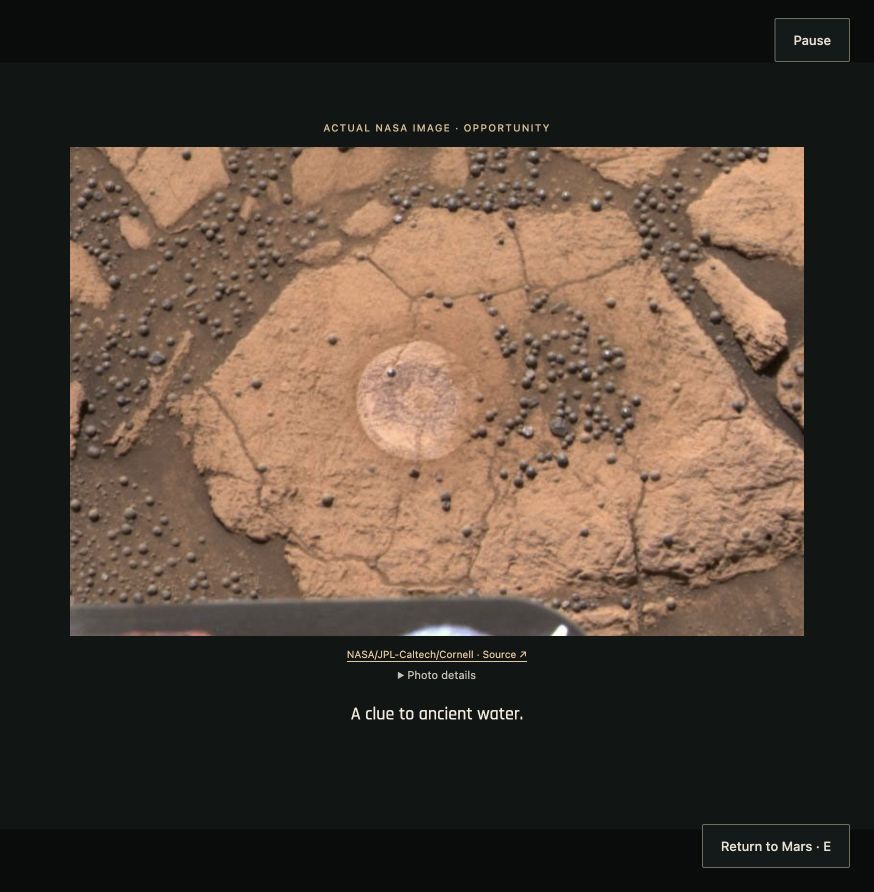 Pause
ACTUAL NASA IMAGE · OPPORTUNITY
NASA/JPL-Caltech/Cornell · Source ↗
▶ Photo details
A clue to ancient water.
Return to Mars · E